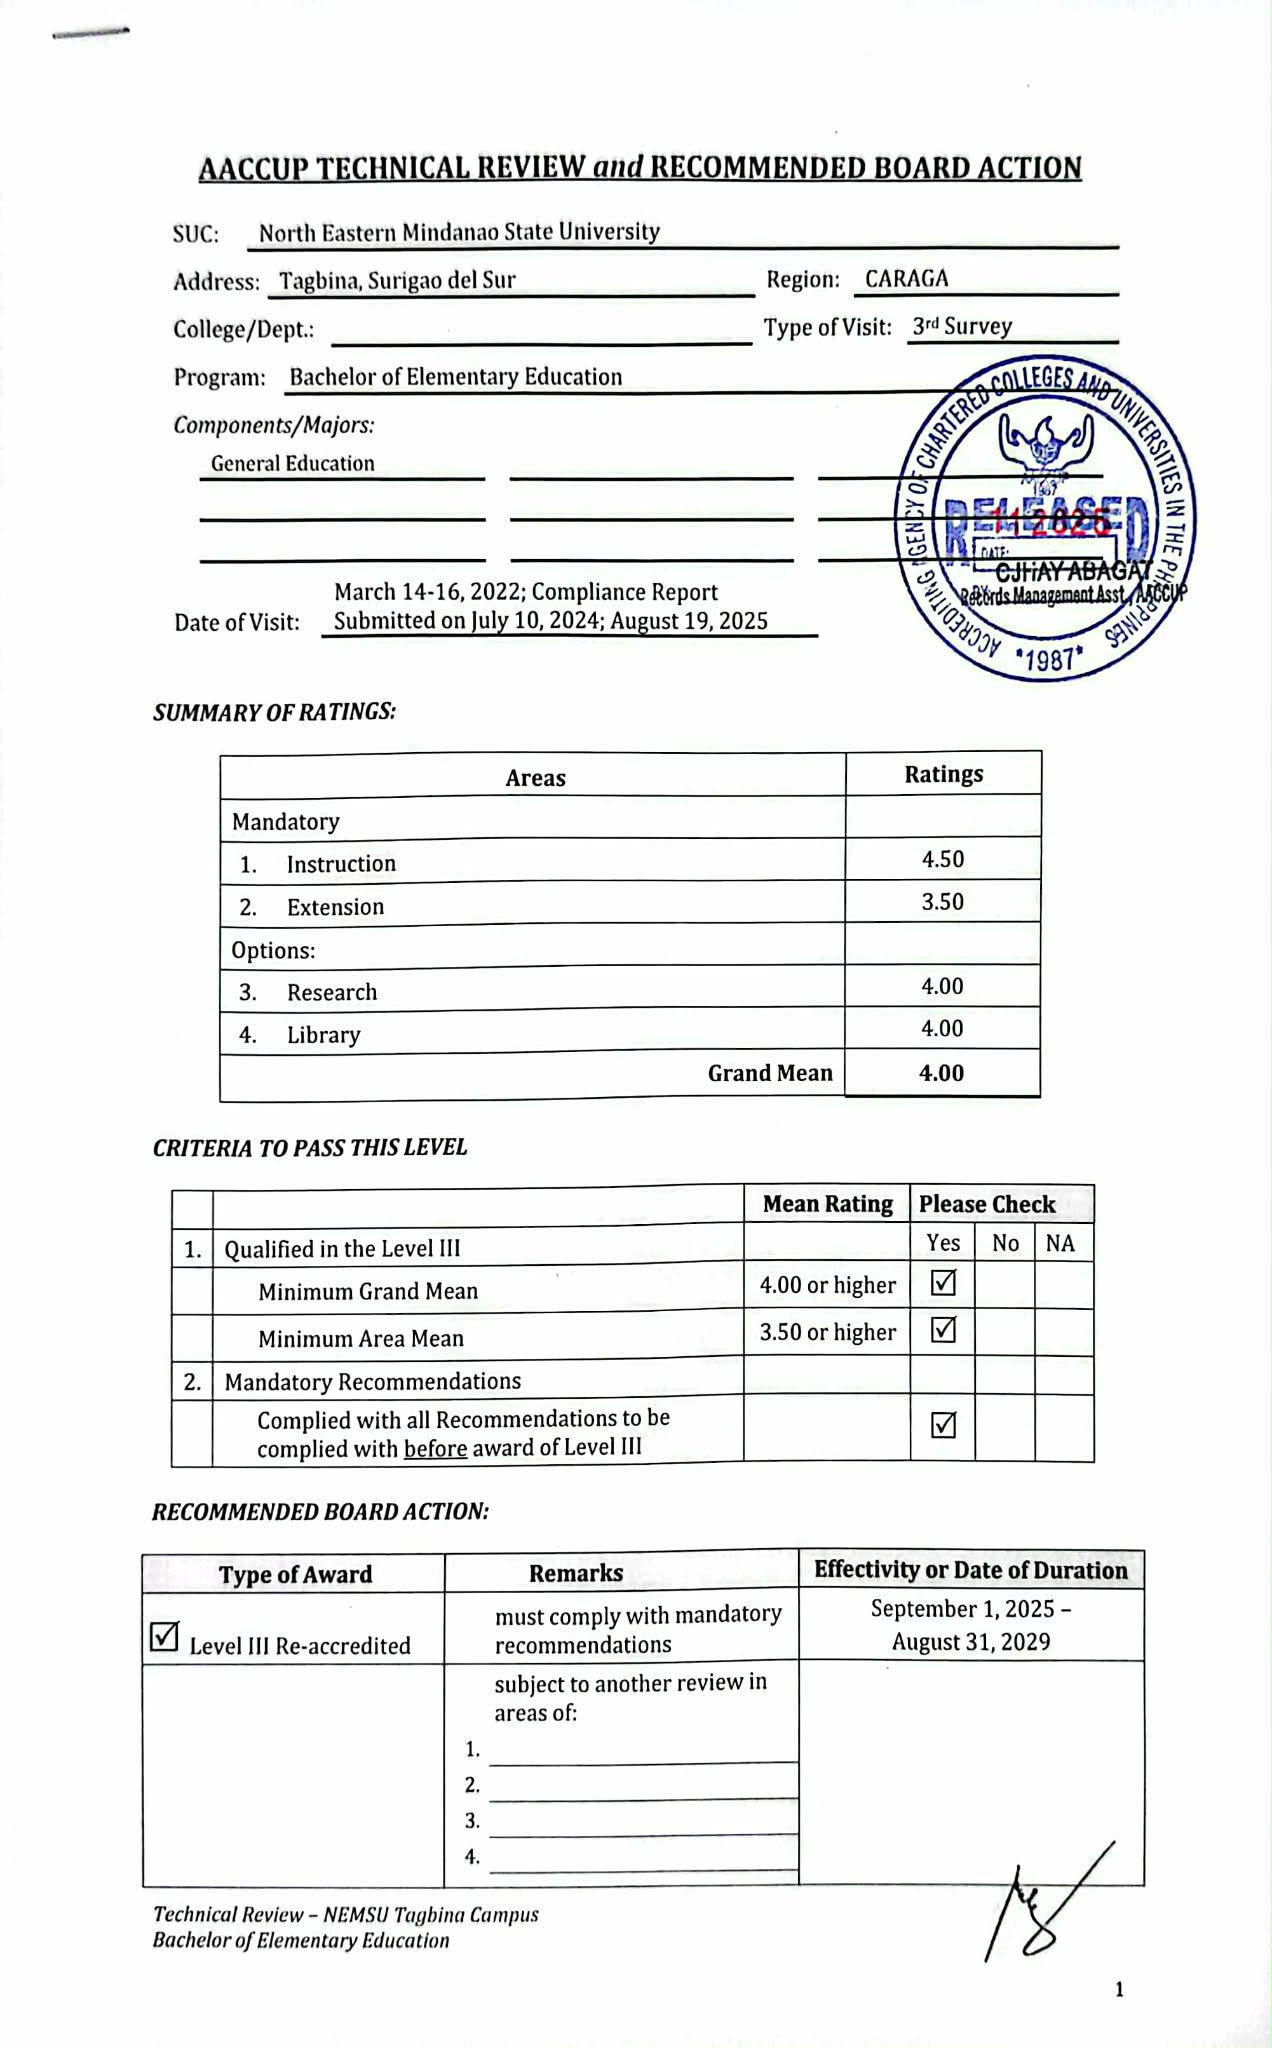 AACCUP TECHNICAL REVIEW and RECOMMENDED BOARD ACTION
SUC: North Eastern Mindanao State University
Address: Tagbina, Surigao del Sur Region: CARAGA
College/Dept.: Type of Visit: 3rd Survey
Program: Bachelor of Elementary Education
Components/Majors:
General Education
ACCREDITING AGENCY OF CHARTERED COLLEGES AND UNIVERSITIES IN THE PHILIPPINES
*1987*
RELEASED
DATE:
CJHAY ABAGAT
Records Management Asst., AACCUP
March 14-16, 2022; Compliance Report
Date of Visit: Submitted on July 10, 2024; August 19, 2025
SUMMARY OF RATINGS:
Areas Ratings
Mandatory
1. Instruction 4.50
2. Extension 3.50
Options:
3. Research 4.00
4. Library 4.00
Grand Mean 4.00
CRITERIA TO PASS THIS LEVEL
Mean Rating Please Check
1. Qualified in the Level III Yes No NA
Minimum Grand Mean 4.00 or higher ☑
Minimum Area Mean 3.50 or higher ☑
2. Mandatory Recommendations
Complied with all Recommendations to be
complied with before award of Level III ☑
RECOMMENDED BOARD ACTION:
Type of Award Remarks Effectivity or Date of Duration
☑ Level III Re-accredited must comply with mandatory September 1, 2025 –
recommendations August 31, 2029
subject to another review in
areas of:
1.
2.
3.
4.
Technical Review – NEMSU Tagbina Campus
Bachelor of Elementary Education
1